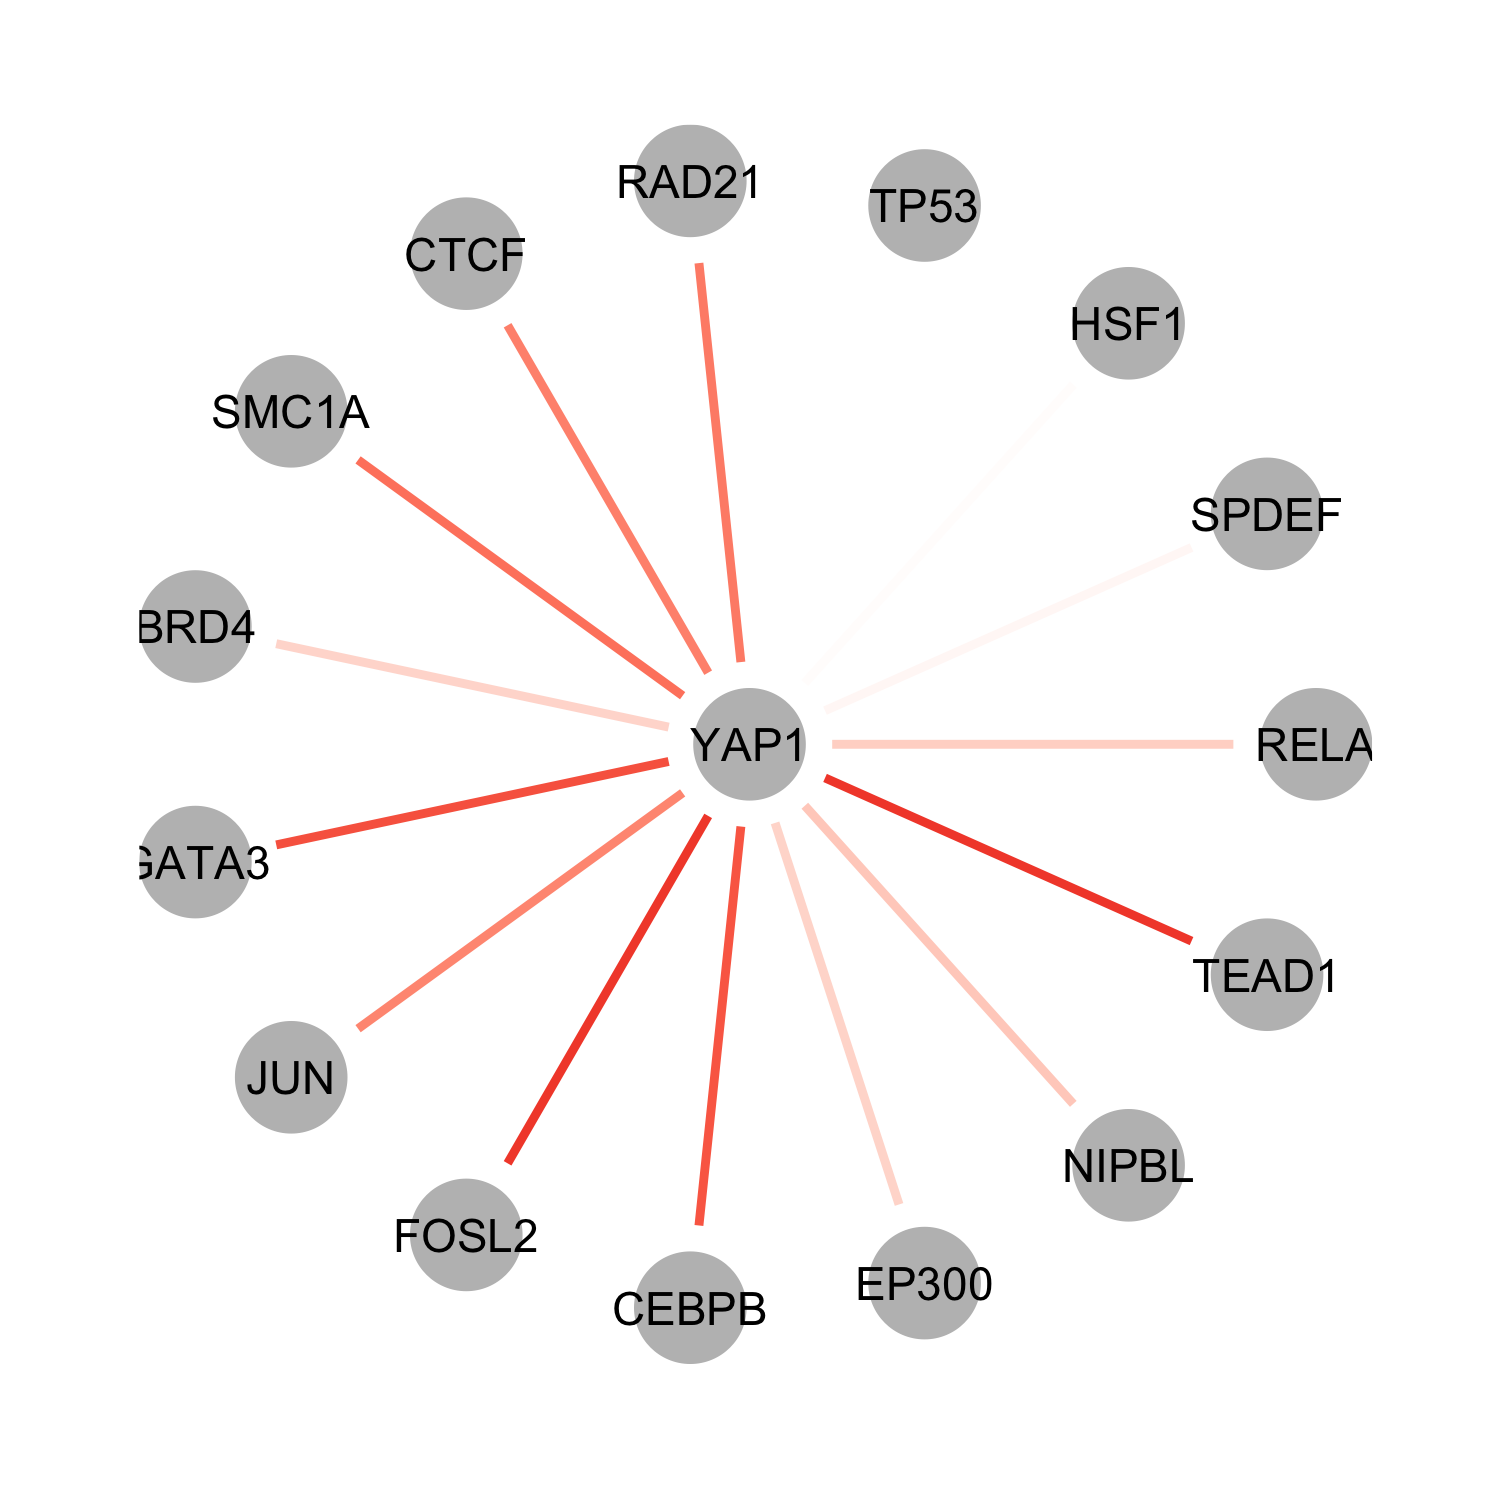 RAD21
TP53
CTCF
HSF1
SMC1A
SPDEF
BRD4
YAP1
RELA
GATA3
TEAD1
JUN
NIPBL
FOSL2
EP300
CEBPB